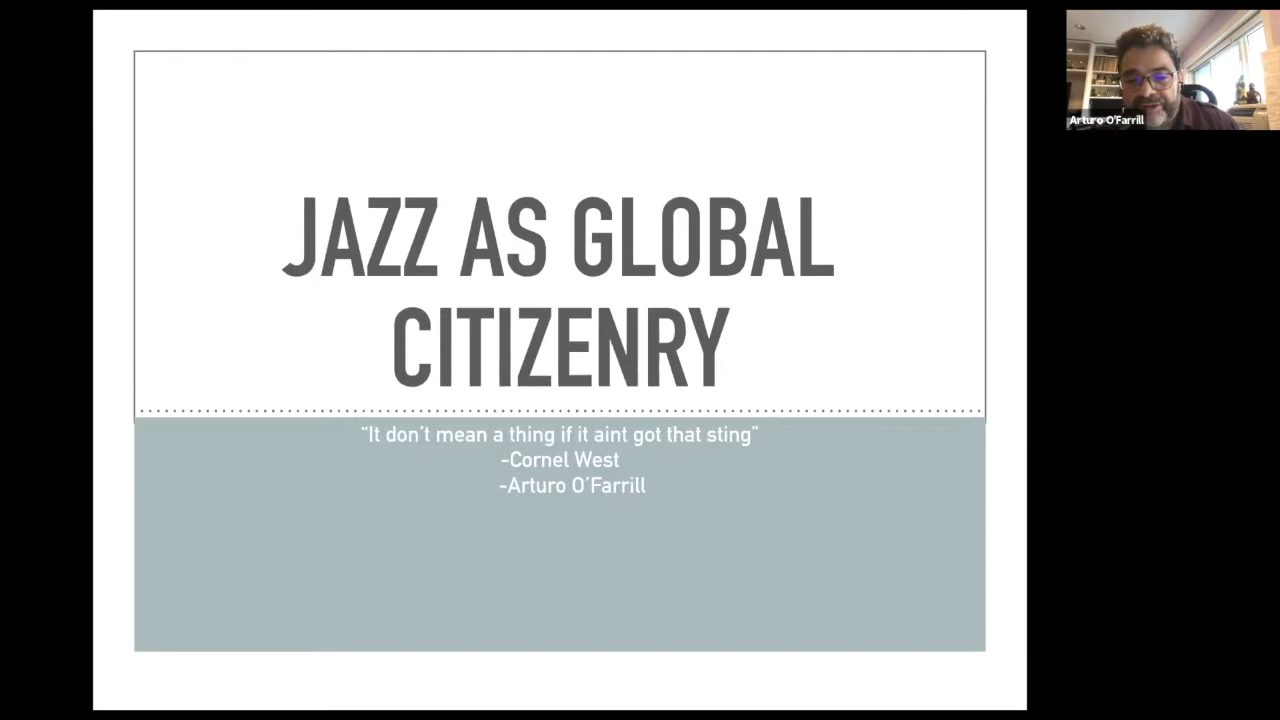 JAZZ AS GLOBAL
CITIZENRY
“It don’t mean a thing if it aint got that sting”
-Cornel West
-Arturo O’Farrill
Arturo O'Farrill